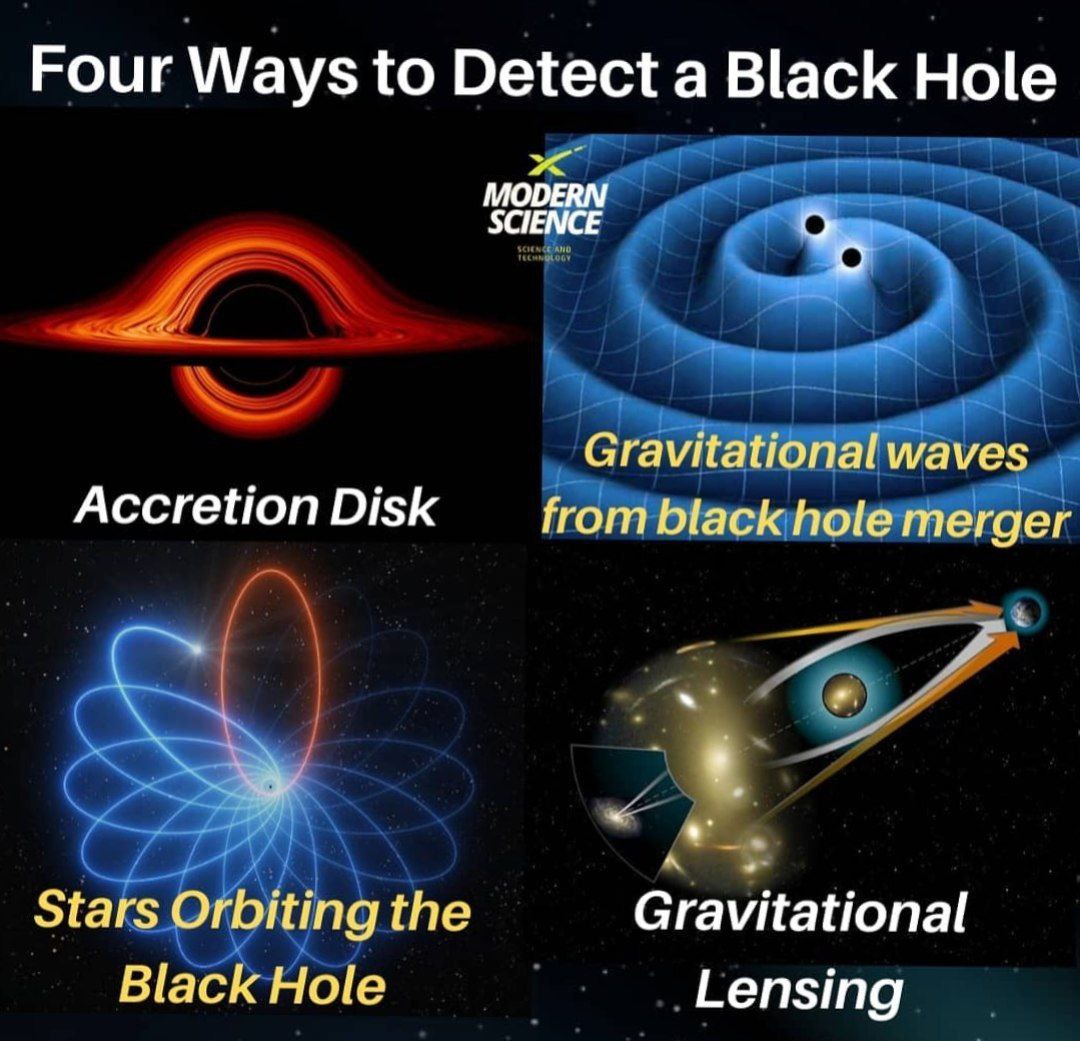 Four Ways to Detect a Black Hole
MODERN
SCIENCE
SCIENCE AND
TECHNOLOGY
Accretion Disk
Gravitational waves
from black hole merger
Stars Orbiting the
Black Hole
Gravitational
Lensing